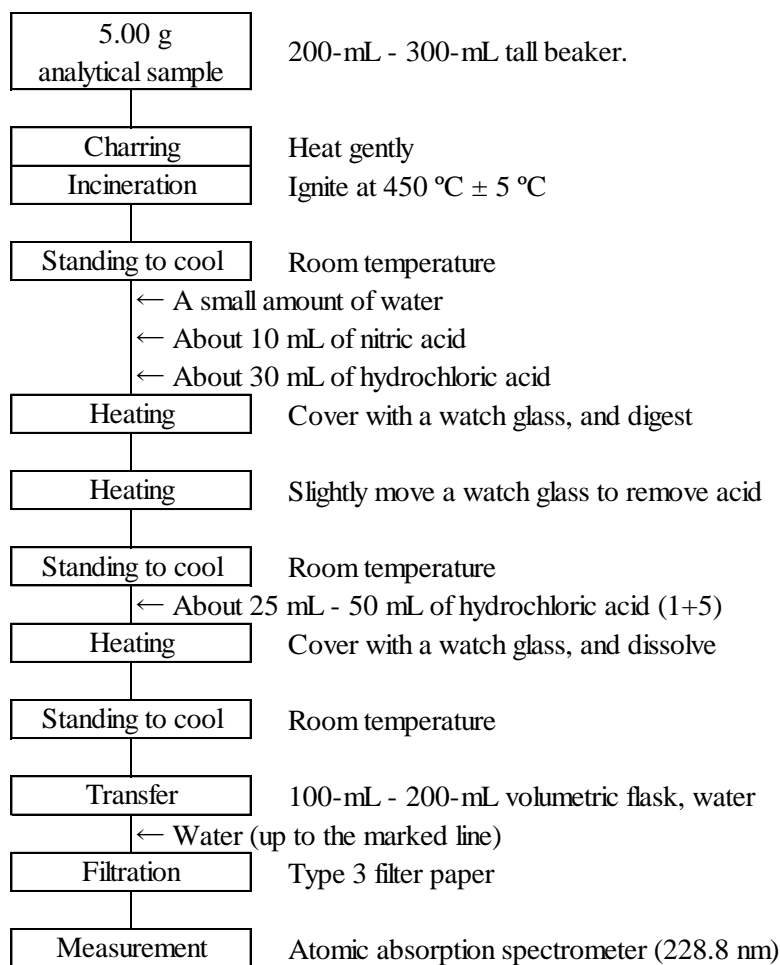 5.00 g
analytical sample
200-mL - 300-mL tall beaker.
Charring
Heat gently
Incineration
Ignite at 450 ºC ± 5 ºC
Standing to cool
Room temperature
← A small amount of water
← About 10 mL of nitric acid
← About 30 mL of hydrochloric acid
Heating
Cover with a watch glass, and digest
Heating
Slightly move a watch glass to remove acid
Standing to cool
Room temperature
← About 25 mL - 50 mL of hydrochloric acid (1+5)
Heating
Cover with a watch glass, and dissolve
Standing to cool
Room temperature
Transfer
100-mL - 200-mL volumetric flask, water
← Water (up to the marked line)
Filtration
Type 3 filter paper
Measurement
Atomic absorption spectrometer (228.8 nm)